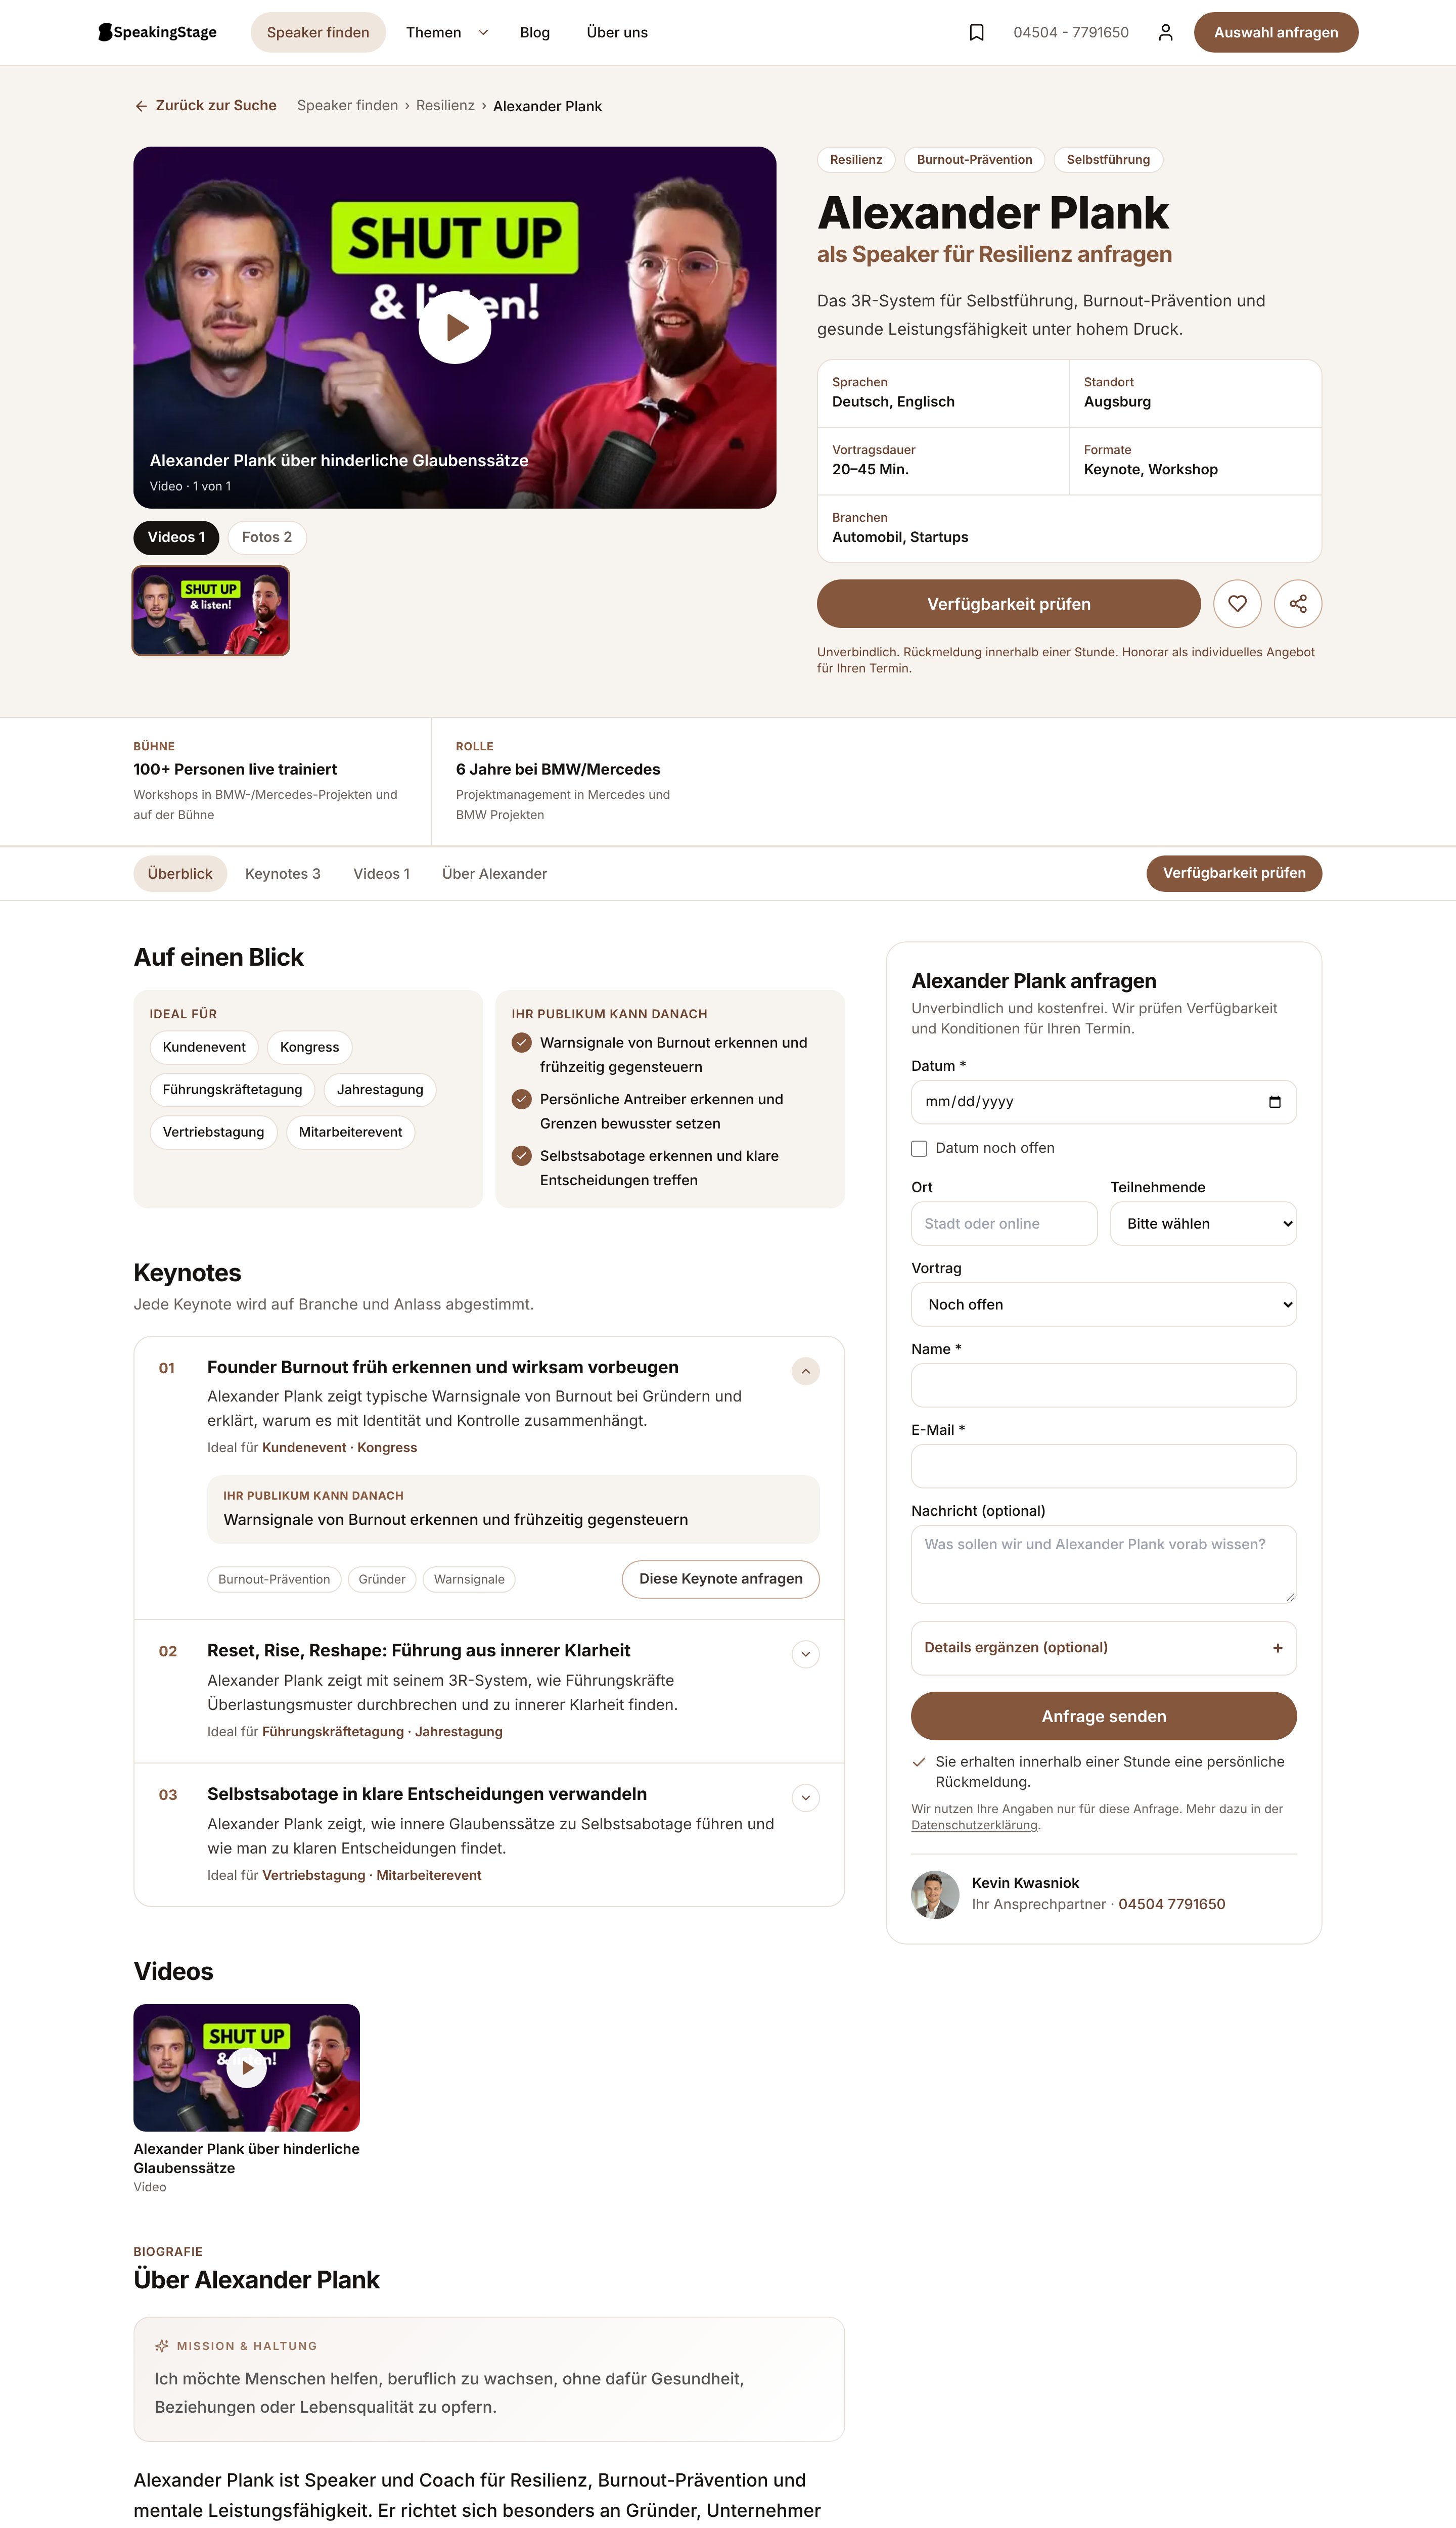 SpeakingStage
Speaker finden
Themen
Blog
Über uns
04504 - 7791650
Auswahl anfragen
Zurück zur Suche
Speaker finden › Resilienz › Alexander Plank
SHUT UP
& listen!
Alexander Plank über hinderliche Glaubenssätze
Video · 1 von 1
Videos 1
Fotos 2
SHUT UP
& listen!
Resilienz
Burnout-Prävention
Selbstführung
Alexander Plank
als Speaker für Resilienz anfragen
Das 3R-System für Selbstführung, Burnout-Prävention und
gesunde Leistungsfähigkeit unter hohem Druck.
Sprachen
Deutsch, Englisch
Standort
Augsburg
Vortragsdauer
20–45 Min.
Formate
Keynote, Workshop
Branchen
Automobil, Startups
Verfügbarkeit prüfen
Unverbindlich. Rückmeldung innerhalb einer Stunde. Honorar als individuelles Angebot
für Ihren Termin.
BÜHNE
100+ Personen live trainiert
Workshops in BMW-/Mercedes-Projekten und
auf der Bühne
ROLLE
6 Jahre bei BMW/Mercedes
Projektmanagement in Mercedes und
BMW Projekten
Überblick
Keynotes 3
Videos 1
Über Alexander
Verfügbarkeit prüfen
Auf einen Blick
IDEAL FÜR
Kundenevent
Kongress
Führungskräftetagung
Jahrestagung
Vertriebstagung
Mitarbeiterevent
IHR PUBLIKUM KANN DANACH
Warnsignale von Burnout erkennen und
frühzeitig gegensteuern
Persönliche Antreiber erkennen und
Grenzen bewusster setzen
Selbstsabotage erkennen und klare
Entscheidungen treffen
Keynotes
Jede Keynote wird auf Branche und Anlass abgestimmt.
01
Founder Burnout früh erkennen und wirksam vorbeugen
Alexander Plank zeigt typische Warnsignale von Burnout bei Gründern und
erklärt, warum es mit Identität und Kontrolle zusammenhängt.
Ideal für Kundenevent · Kongress
IHR PUBLIKUM KANN DANACH
Warnsignale von Burnout erkennen und frühzeitig gegensteuern
Burnout-Prävention
Gründer
Warnsignale
Diese Keynote anfragen
02
Reset, Rise, Reshape: Führung aus innerer Klarheit
Alexander Plank zeigt mit seinem 3R-System, wie Führungskräfte
Überlastungsmuster durchbrechen und zu innerer Klarheit finden.
Ideal für Führungskräftetagung · Jahrestagung
03
Selbstsabotage in klare Entscheidungen verwandeln
Alexander Plank zeigt, wie innere Glaubenssätze zu Selbstsabotage führen und
wie man zu klaren Entscheidungen findet.
Ideal für Vertriebstagung · Mitarbeiterevent
Alexander Plank anfragen
Unverbindlich und kostenfrei. Wir prüfen Verfügbarkeit
und Konditionen für Ihren Termin.
Datum *
mm/dd/yyyy
Datum noch offen
Ort
Stadt oder online
Teilnehmende
Bitte wählen
Vortrag
Noch offen
Name *
E-Mail *
Nachricht (optional)
Was sollen wir und Alexander Plank vorab wissen?
Details ergänzen (optional)
+
Anfrage senden
Sie erhalten innerhalb einer Stunde eine persönliche
Rückmeldung.
Wir nutzen Ihre Angaben nur für diese Anfrage. Mehr dazu in der
Datenschutzerklärung.
Kevin Kwasniok
Ihr Ansprechpartner · 04504 7791650
Videos
SHUT UP
Alexander Plank über hinderliche
Glaubenssätze
Video
BIOGRAFIE
Über Alexander Plank
MISSION & HALTUNG
Ich möchte Menschen helfen, beruflich zu wachsen, ohne dafür Gesundheit,
Beziehungen oder Lebensqualität zu opfern.
Alexander Plank ist Speaker und Coach für Resilienz, Burnout-Prävention und
mentale Leistungsfähigkeit. Er richtet sich besonders an Gründer, Unternehmer